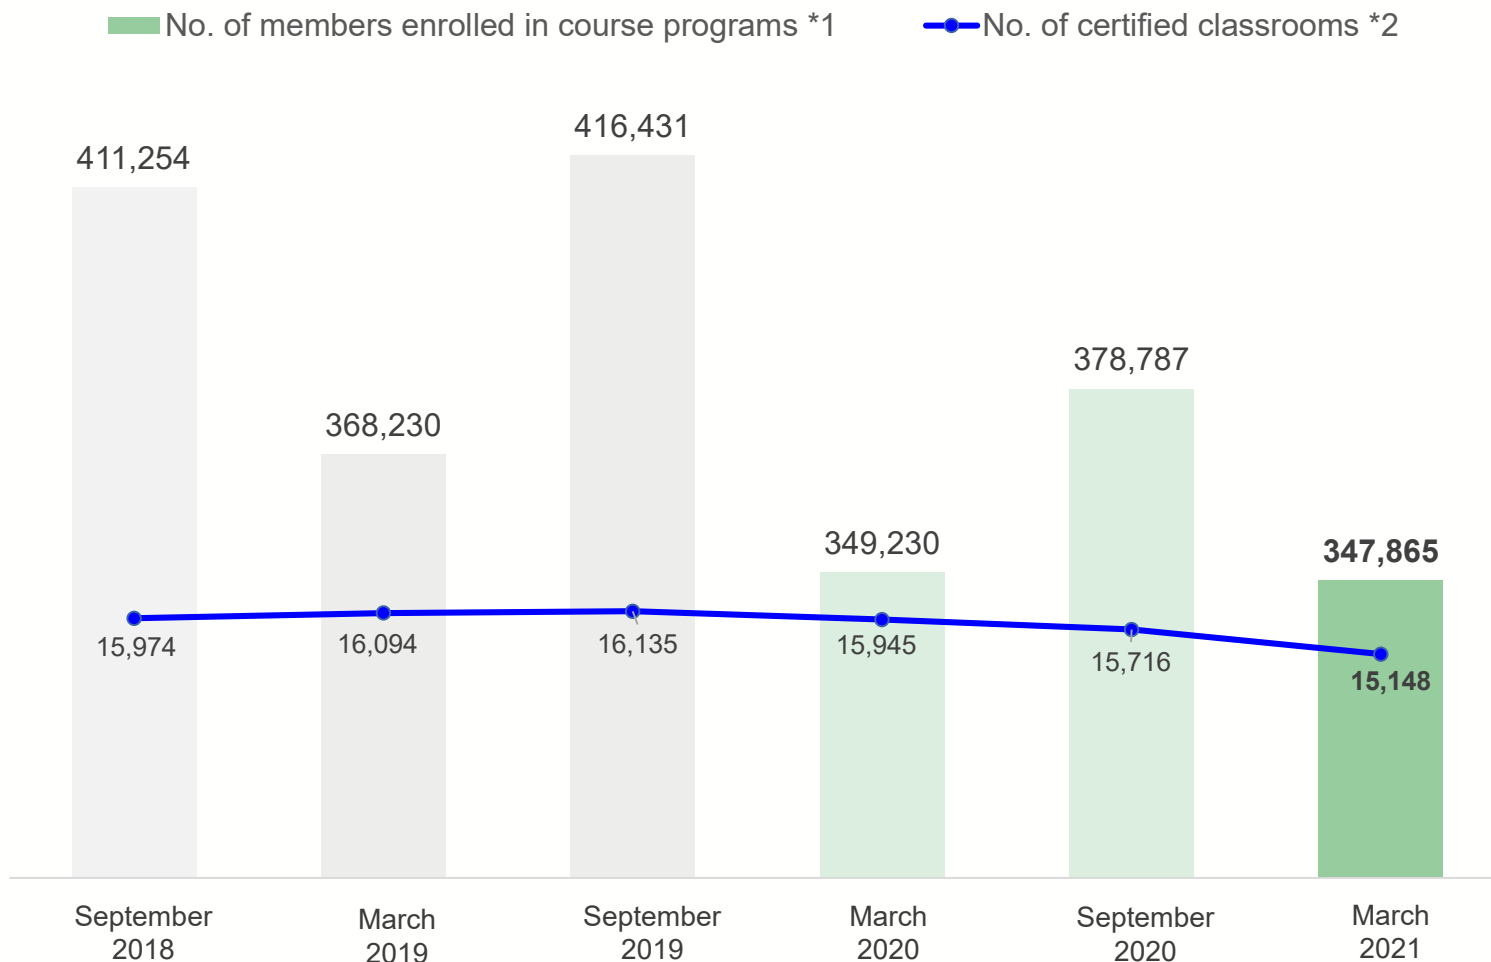 No. of members enrolled in course programs *1
No. of certified classrooms *2
411,254
368,230
416,431
349,230
378,787
347,865
15,974
16,094
16,135
15,945
15,716
15,148
September
2018
March
2019
September
2019
March
2020
September
2020
March
2021